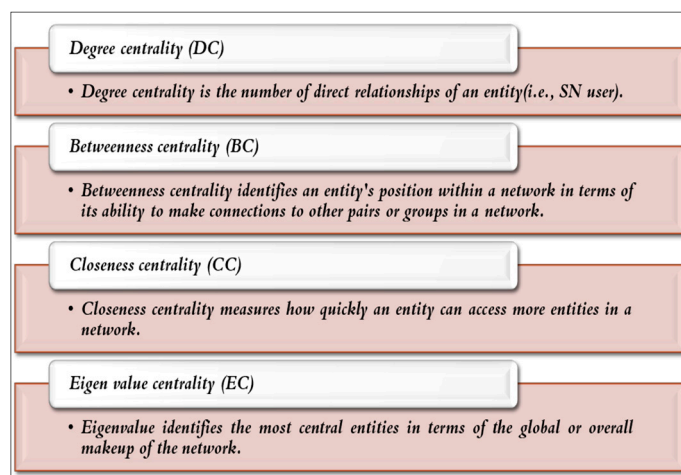 Degree centrality (DC)
• Degree centrality is the number of direct relationships of an entity(i.e., SN user).
Betweenness centrality (BC)
• Betweenness centrality identifies an entity's position within a network in terms of
its ability to make connections to other pairs or groups in a network.
Closeness centrality (CC)
• Closeness centrality measures how quickly an entity can access more entities in a
network.
Eigen value centrality (EC)
• Eigenvalue identifies the most central entities in terms of the global or overall
makeup of the network.